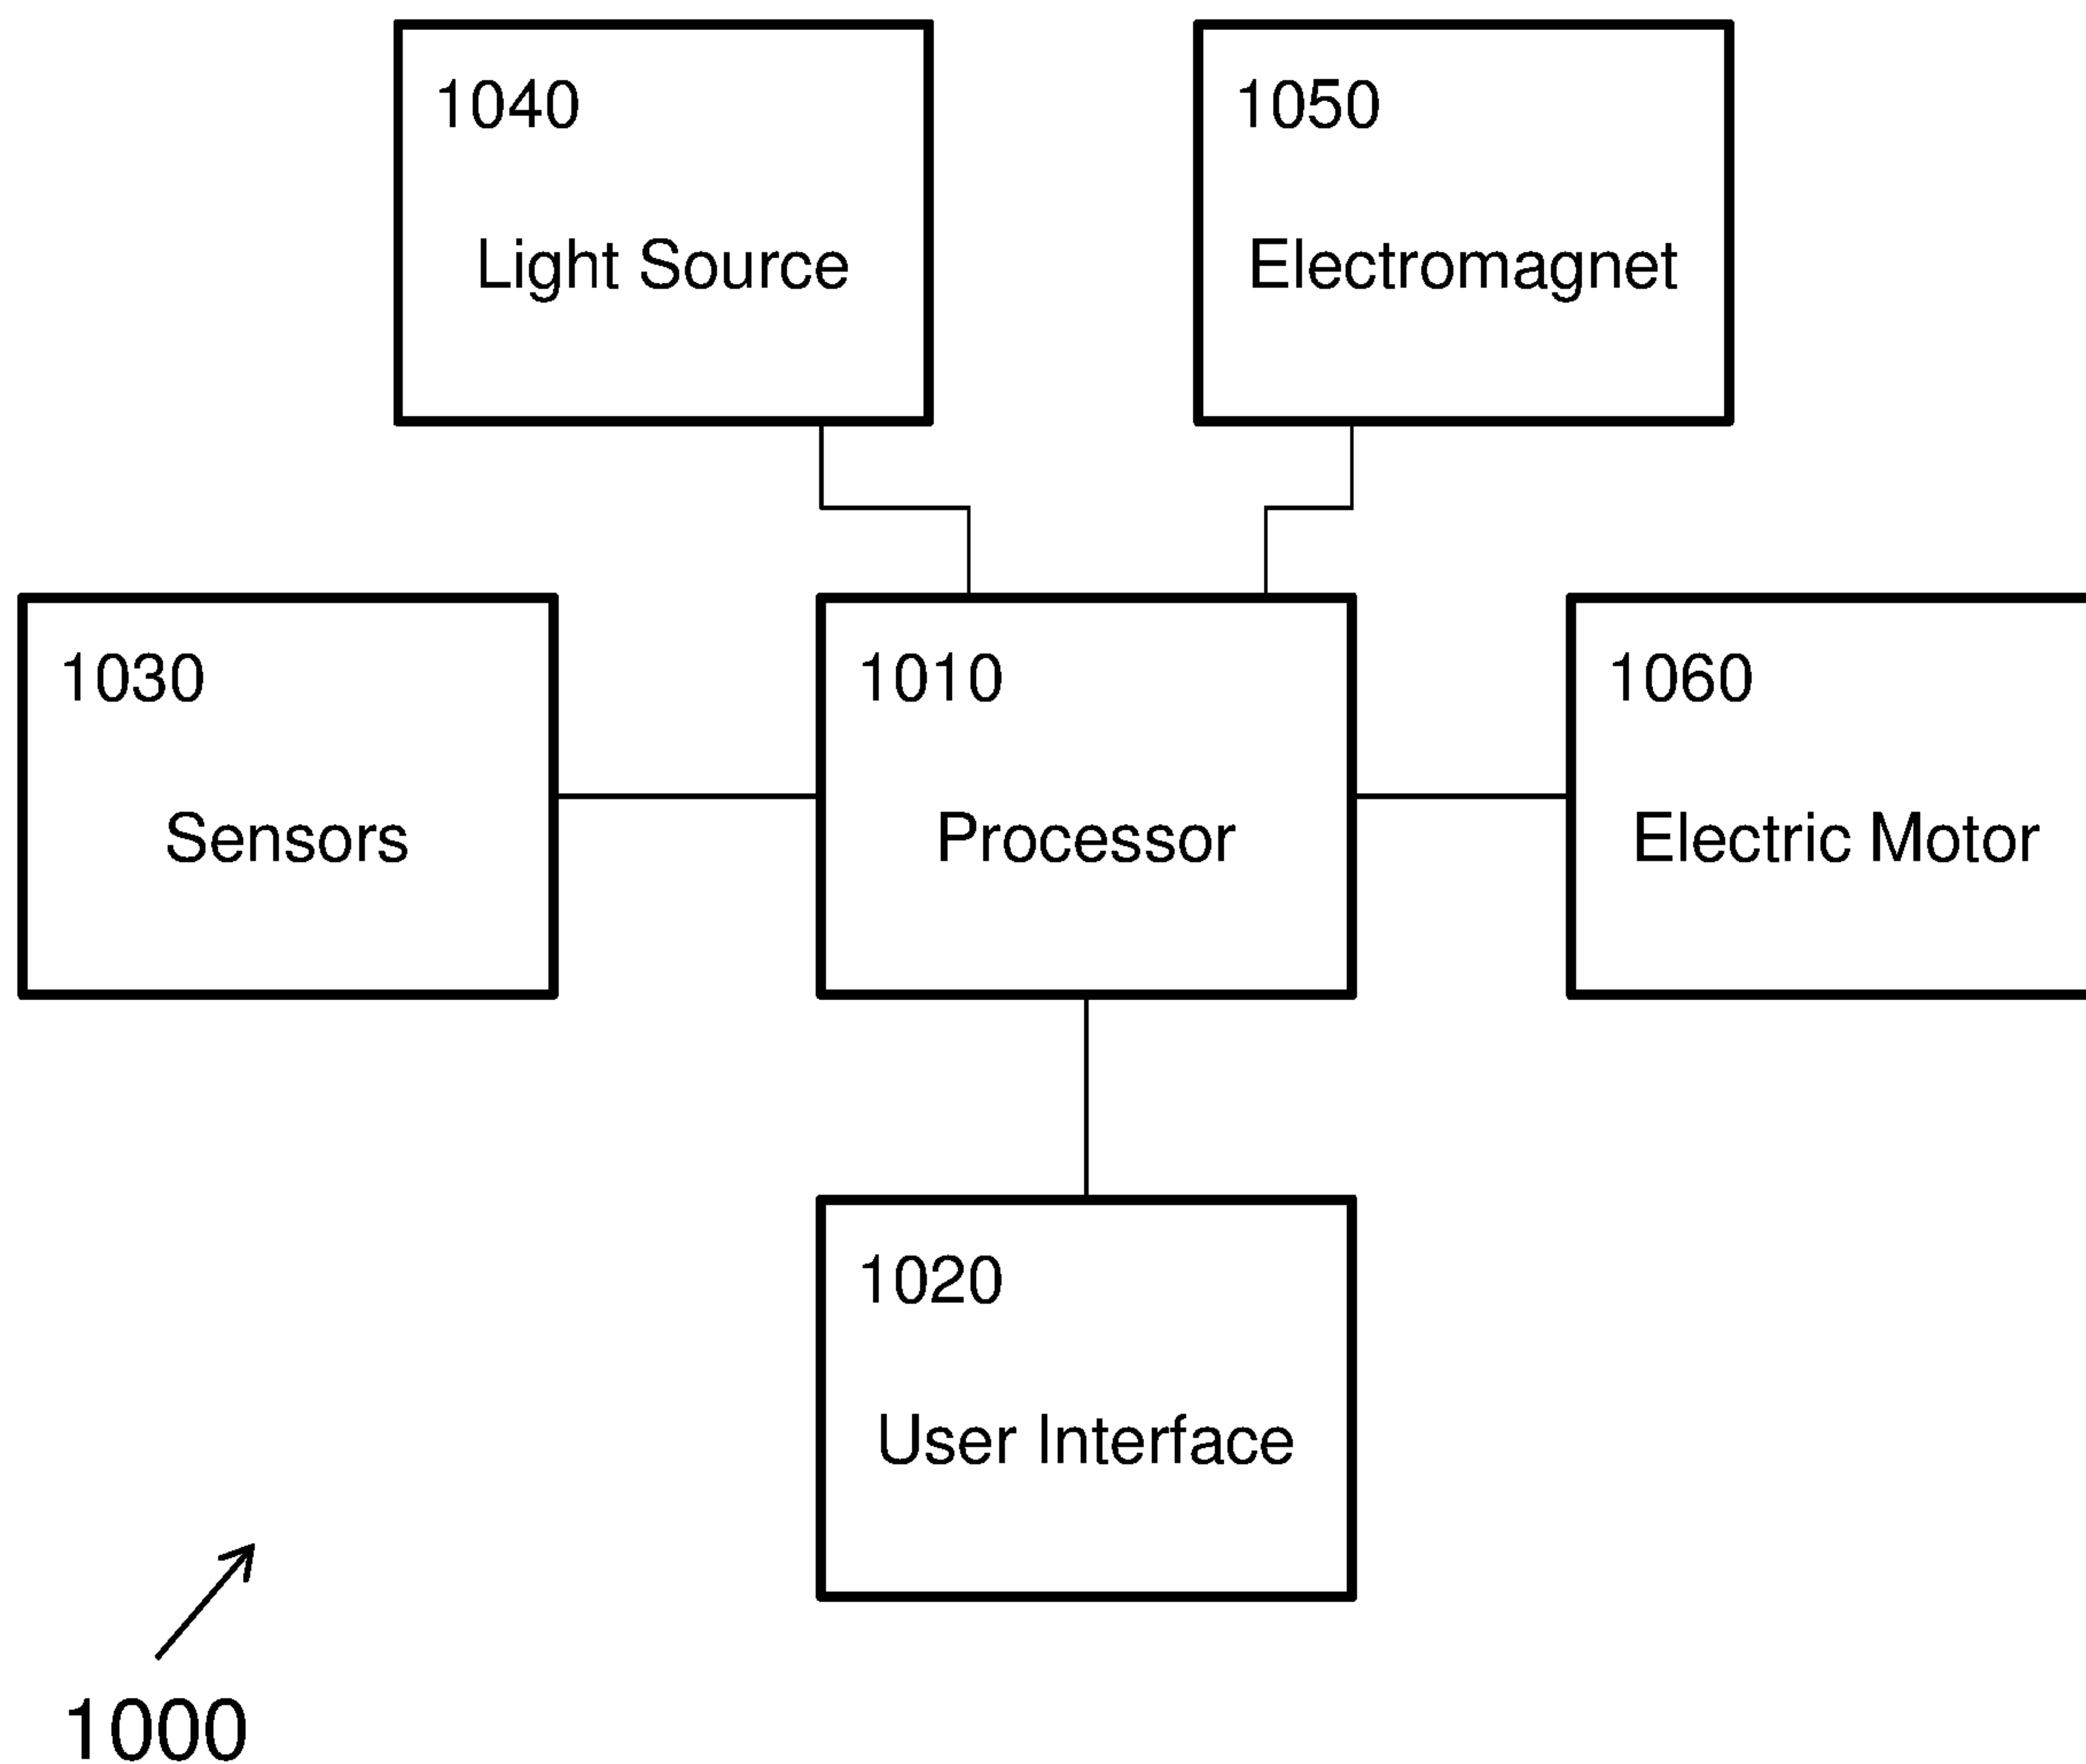 1040
Light Source
1050
Electromagnet
1030
Sensors
1010
Processor
1060
Electric Motor
1020
User Interface
1000